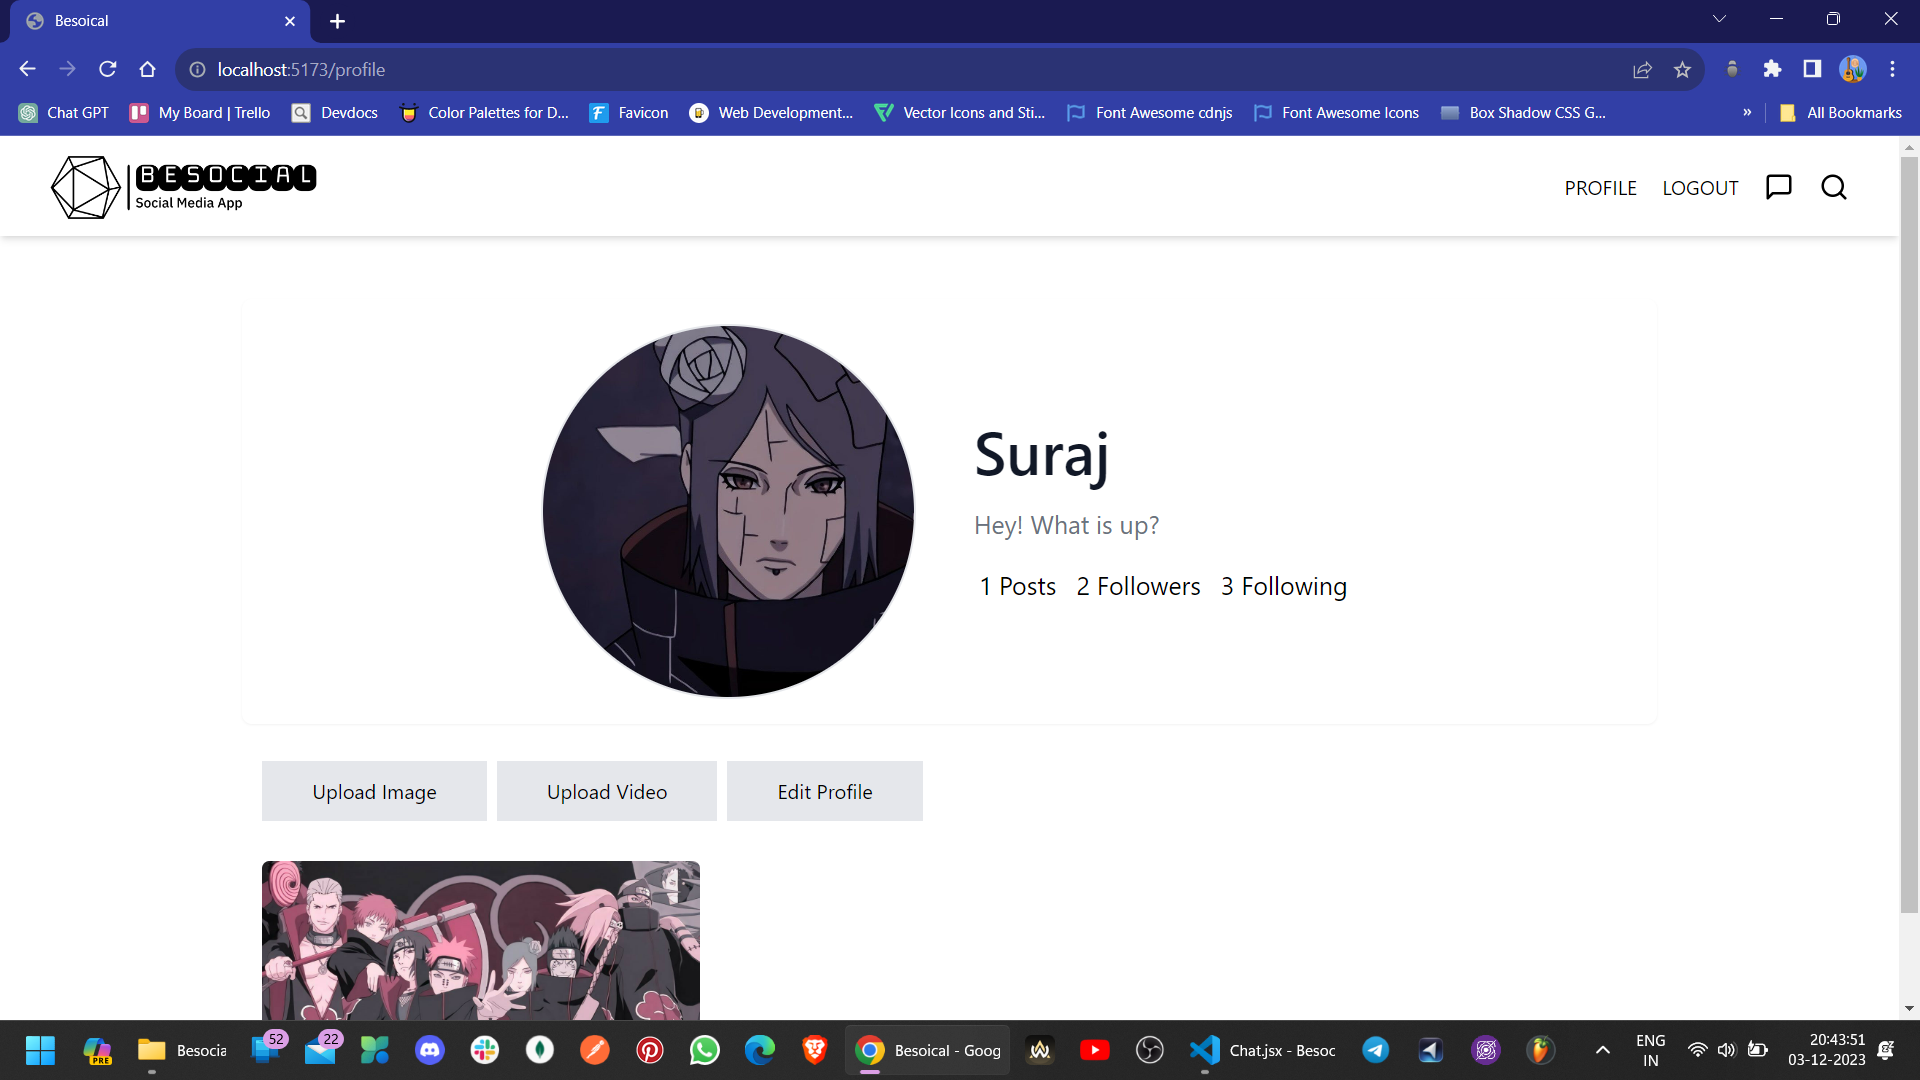 Besoical
localhost:5173/profile
Chat GPT
My Board | Trello
Devdocs
Color Palettes for D...
Favicon
Web Development...
Vector Icons and Sti...
Font Awesome cdnjs
Font Awesome Icons
Box Shadow CSS G...
»
All Bookmarks
BESOCIAL
Social Media App
PROFILE
LOGOUT
Suraj
Hey! What is up?
1 Posts 2 Followers 3 Following
Upload Image
Upload Video
Edit Profile
PRE
Besocia
52
22
Besoical - Goog
Chat.jsx - Besoc
ENG
IN
20:43:51
03-12-2023